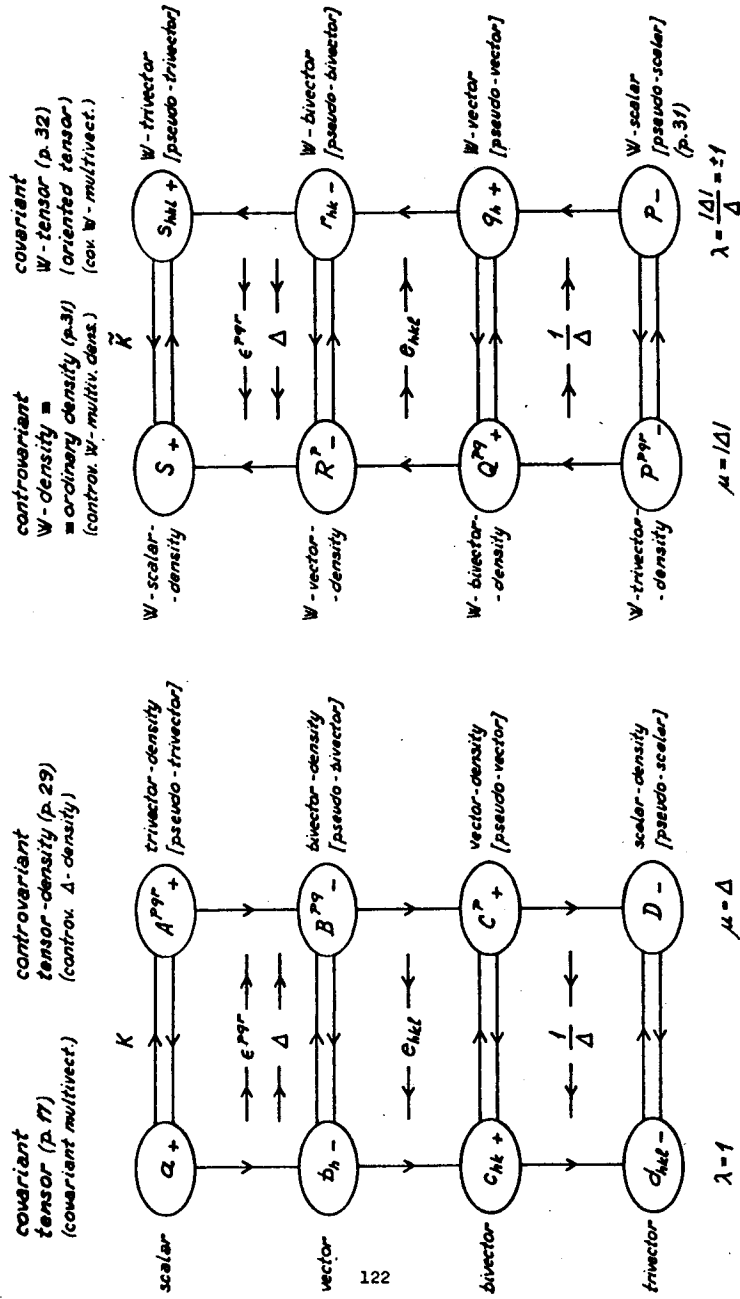 covariant
tensor (p. 17)
(covariant multivect.)
controvariant
tensor-density (p. 29)
(controv. Δ-density)
K
scalar
a +
A^pqr +
trivector-density
[pseudo-trivector]
ε^pqr
Δ
vector
b_h −
B^pq −
bivector-density
[pseudo-bivector]
e_hkl
bivector
c_hk +
C^p +
vector-density
[pseudo-vector]
1/Δ
trivector
d_hkl −
D −
scalar-density
[pseudo-scalar]
λ = 1
μ = Δ
controvariant
W-density =
= ordinary density (p.31)
(controv. W-multiv. dens.)
covariant
W-tensor (p. 32)
(oriented tensor)
(cov. W-multivect.)
K̃
W-scalar-
-density
S +
s_hkl +
W-trivector
[pseudo-trivector]
ε^pqr
Δ
W-vector-
-density
R^p −
r_hk −
W-bivector
[pseudo-bivector]
e_hkl
W-bivector-
-density
Q^pq +
q_h +
W-vector
[pseudo-vector]
1/Δ
W-trivector-
-density
P^pqr −
p −
W-scalar
[pseudo-scalar]
(p.31)
μ = |Δ|
λ = |Δ|/Δ = ±1
122